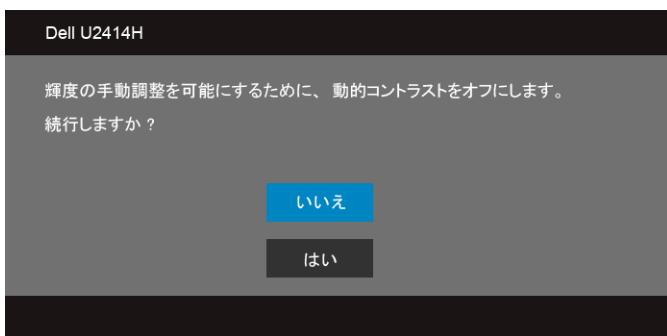 Dell U2414H
輝度の手動調整を可能にするために、動的コントラストをオフにします。
続行しますか?
いいえ
はい